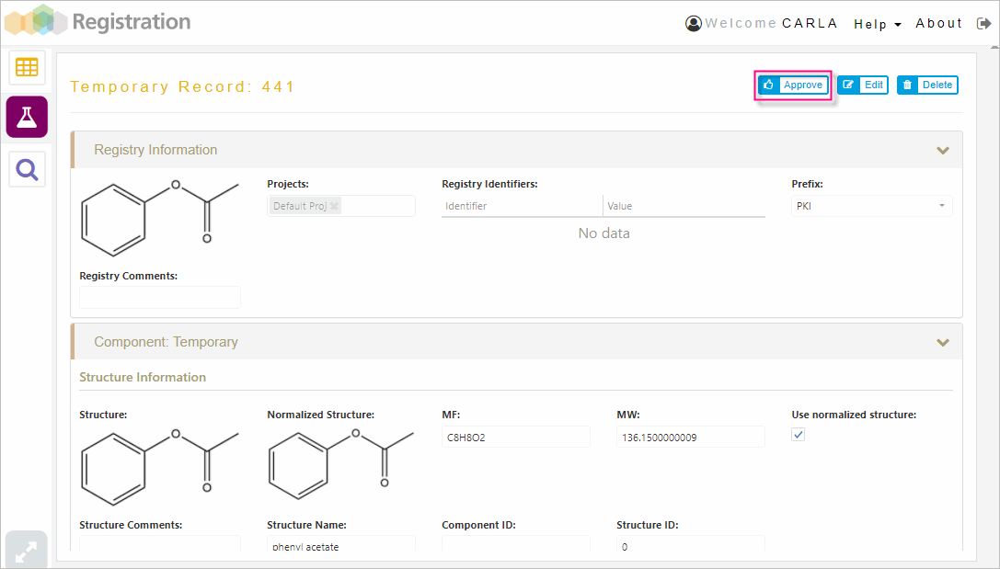 Registration
Welcome CARLA Help About
Temporary Record: 441
Approve Edit Delete
Registry Information
Projects: Registry Identifiers: Prefix:
Default Proj Identifier Value PKI
No data
O
O
Registry Comments:
Component: Temporary
Structure Information
Structure: Normalized Structure: MF: MW: Use normalized structure:
C8H8O2 136.1500000009
O O
O O
Structure Comments: Structure Name: Component ID: Structure ID:
phenyl acetate 0